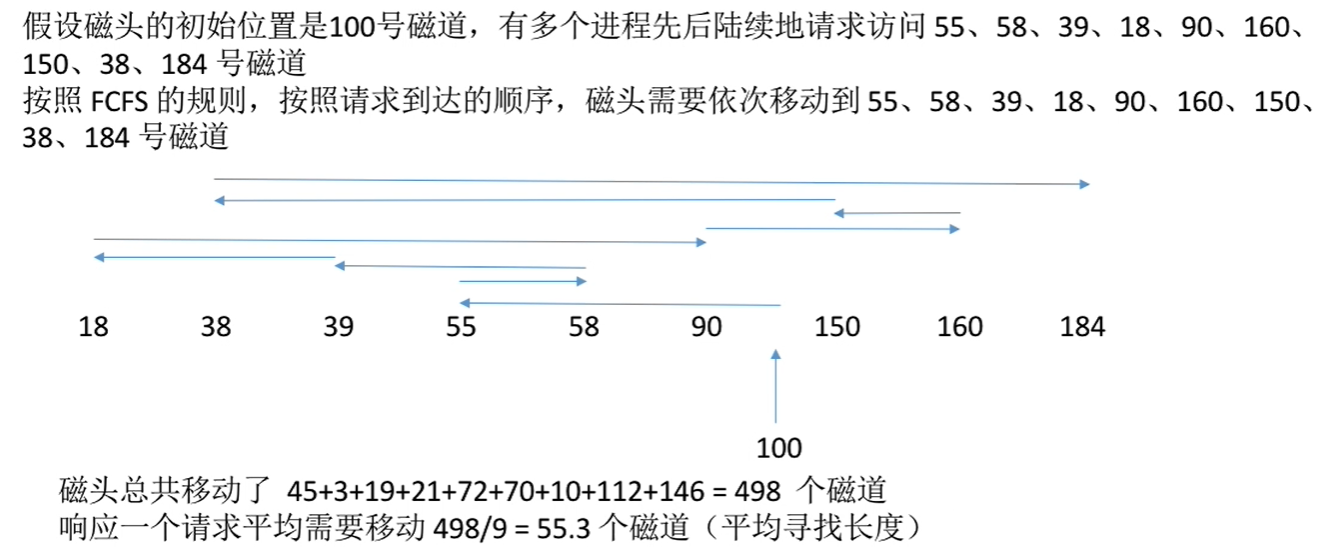 假设磁头的初始位置是100号磁道，有多个进程先后陆续地请求访问 55、58、39、18、90、160、
150、38、184 号磁道
按照 FCFS 的规则，按照请求到达的顺序，磁头需要依次移动到 55、58、39、18、90、160、150、
38、184 号磁道
18 38 39 55 58 90 150 160 184
100
磁头总共移动了 45+3+19+21+72+70+10+112+146 = 498 个磁道
响应一个请求平均需要移动 498/9 = 55.3 个磁道（平均寻找长度）